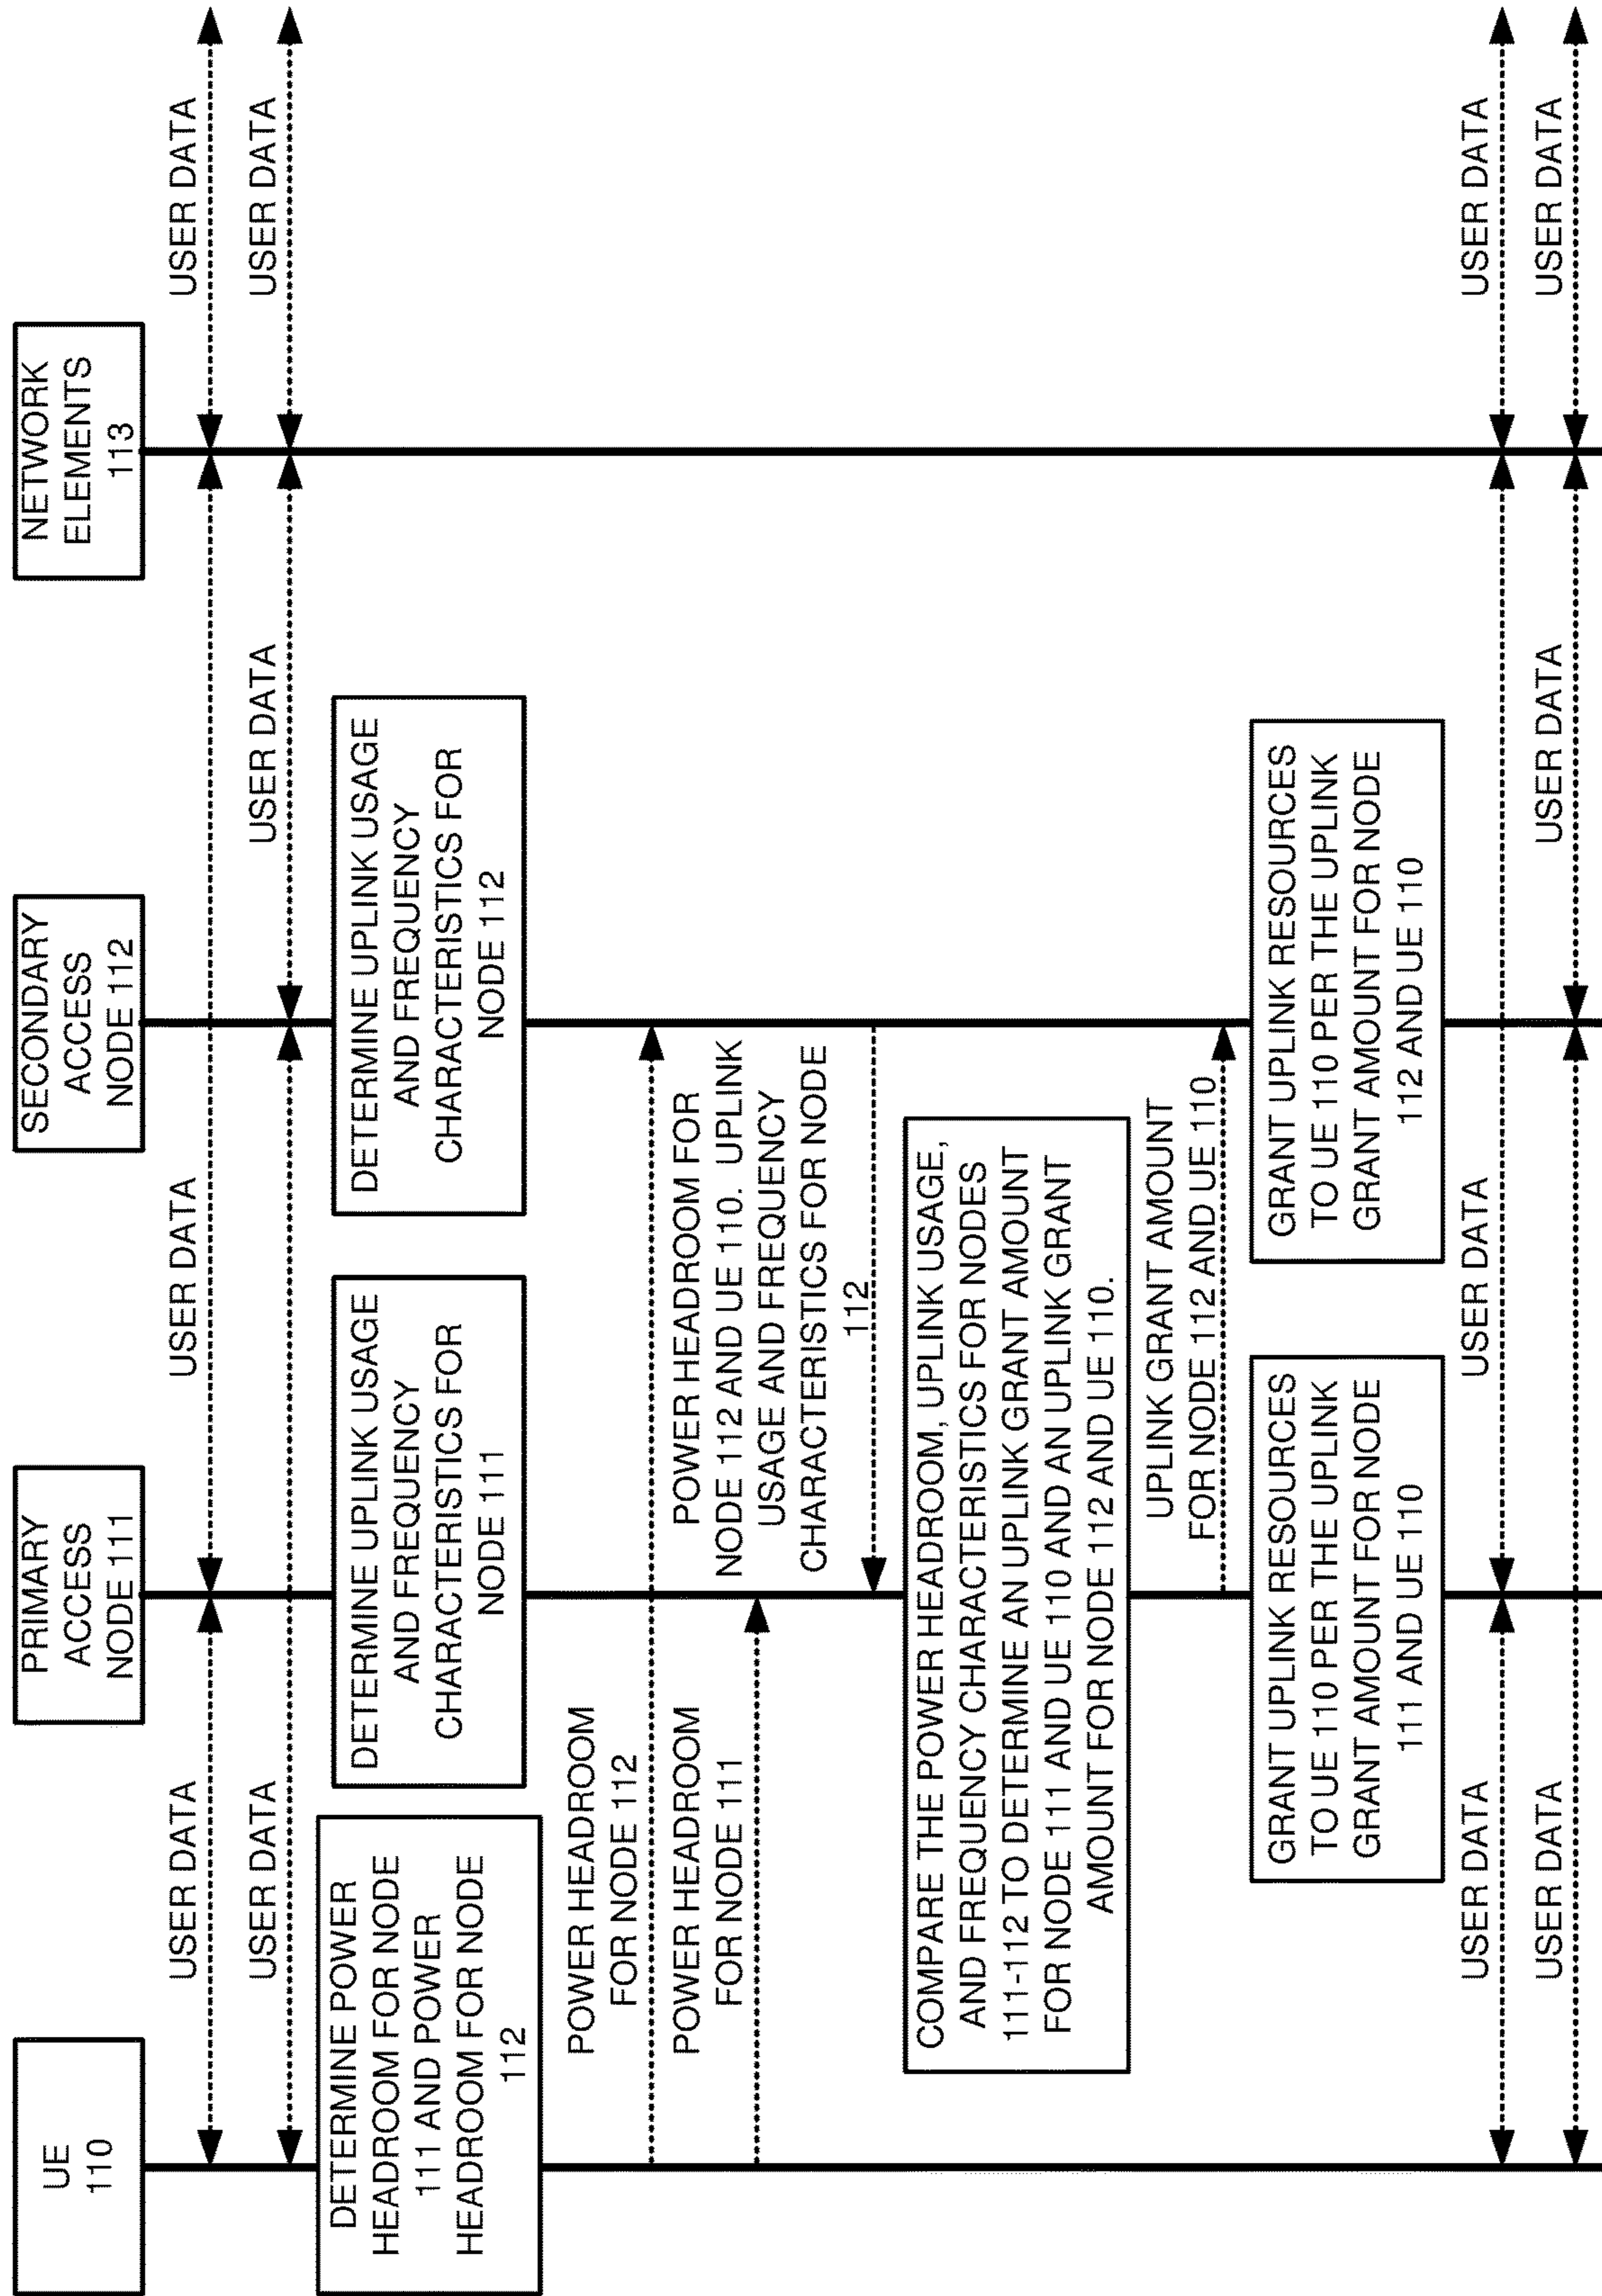 UE
110
PRIMARY
ACCESS
NODE 111
SECONDARY
ACCESS
NODE 112
NETWORK
ELEMENTS
113
USER DATA
USER DATA
USER DATA
USER DATA
USER DATA
USER DATA
DETERMINE POWER
HEADROOM FOR NODE
111 AND POWER
HEADROOM FOR NODE
112
DETERMINE UPLINK USAGE
AND FREQUENCY
CHARACTERISTICS FOR
NODE 111
DETERMINE UPLINK USAGE
AND FREQUENCY
CHARACTERISTICS FOR
NODE 112
POWER HEADROOM
FOR NODE 112
POWER HEADROOM
FOR NODE 111
POWER HEADROOM FOR
NODE 112 AND UE 110.  UPLINK
USAGE AND FREQUENCY
CHARACTERISTICS FOR NODE
112
COMPARE THE POWER HEADROOM, UPLINK USAGE,
AND FREQUENCY CHARACTERISTICS FOR NODES
111-112 TO DETERMINE AN UPLINK GRANT AMOUNT
FOR NODE 111 AND UE 110 AND AN UPLINK GRANT
AMOUNT FOR NODE 112 AND UE 110.
UPLINK GRANT AMOUNT
FOR NODE 112 AND UE 110
GRANT UPLINK RESOURCES
TO UE 110 PER THE UPLINK
GRANT AMOUNT FOR NODE
111 AND UE 110
GRANT UPLINK RESOURCES
TO UE 110 PER THE UPLINK
GRANT AMOUNT FOR NODE
112 AND UE 110
USER DATA
USER DATA
USER DATA
USER DATA
USER DATA
USER DATA